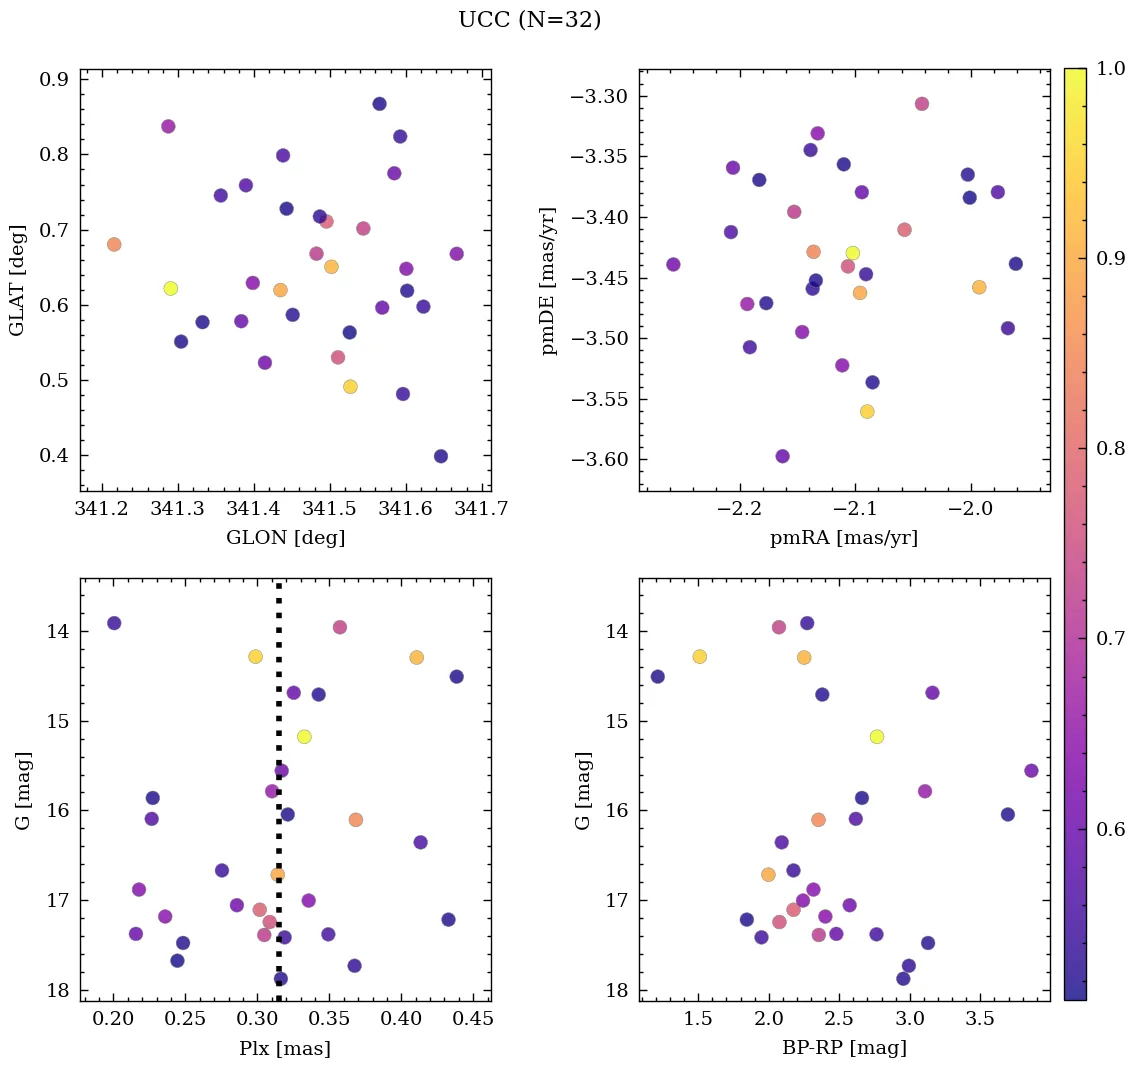 UCC (N=32)
0.9
0.8
0.7
0.6
0.5
0.4
GLAT [deg]
341.2 341.3 341.4 341.5 341.6 341.7
GLON [deg]
−3.30
−3.35
−3.40
−3.45
−3.50
−3.55
−3.60
pmDE [mas/yr]
−2.2 −2.1 −2.0
pmRA [mas/yr]
1.0
0.9
0.8
0.7
0.6
14
15
16
17
18
G [mag]
0.20 0.25 0.30 0.35 0.40 0.45
Plx [mas]
14
15
16
17
18
G [mag]
1.5 2.0 2.5 3.0 3.5
BP-RP [mag]